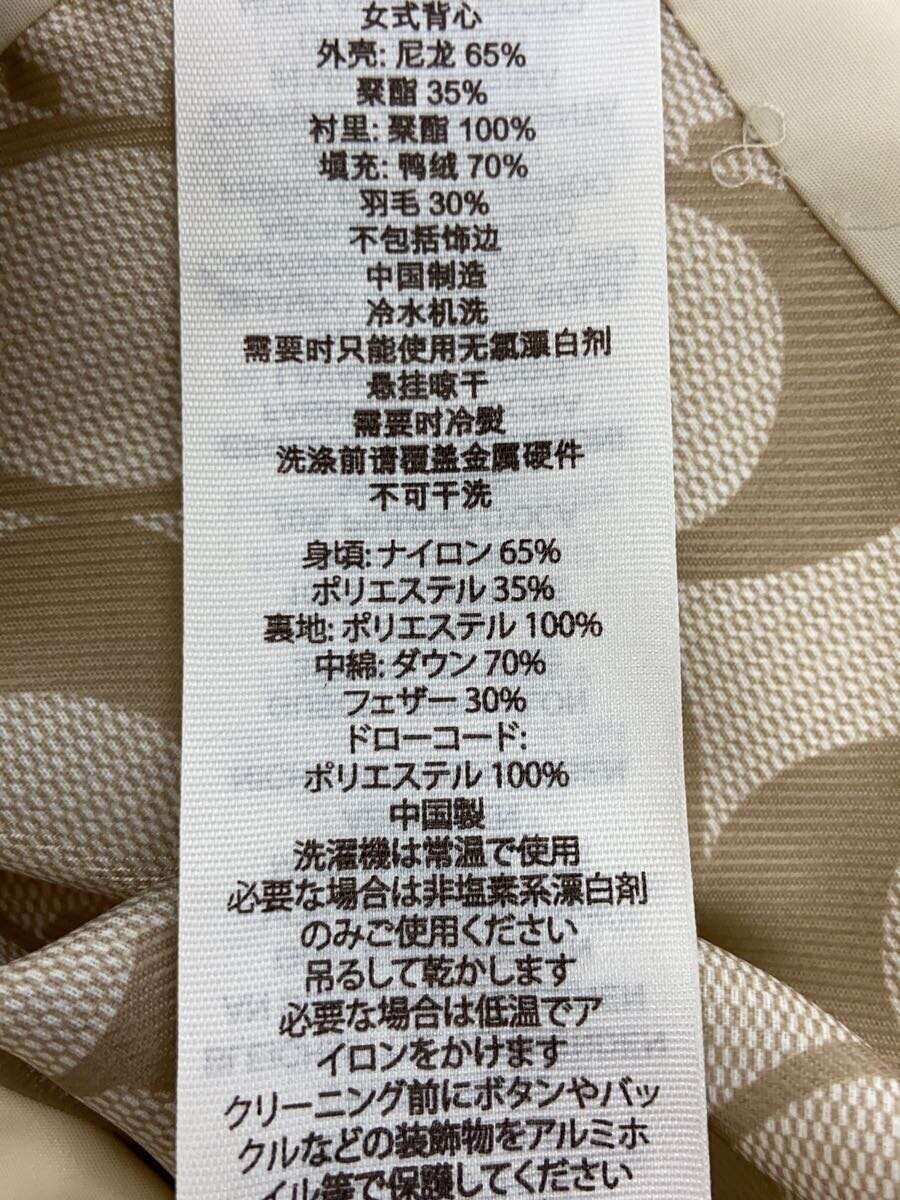 女式背心
外壳: 尼龙 65%
聚酯 35%
衬里: 聚酯 100%
填充: 鸭绒 70%
羽毛 30%
不包括饰边
中国制造
冷水机洗
需要时只能使用无氯漂白剂
悬挂晾干
需要时冷熨
洗涤前请覆盖金属硬件
不可干洗
身頃: ナイロン 65%
ポリエステル 35%
裏地: ポリエステル 100%
中綿: ダウン 70%
フェザー 30%
ドローコード:
ポリエステル 100%
中国製
洗濯機は常温で使用
必要な場合は非塩素系漂白剤
のみご使用ください
吊るして乾かします
必要な場合は低温でア
イロンをかけます
クリーニング前にボタンやバッ
クルなどの装飾物をアルミホ
イル等で保護してください